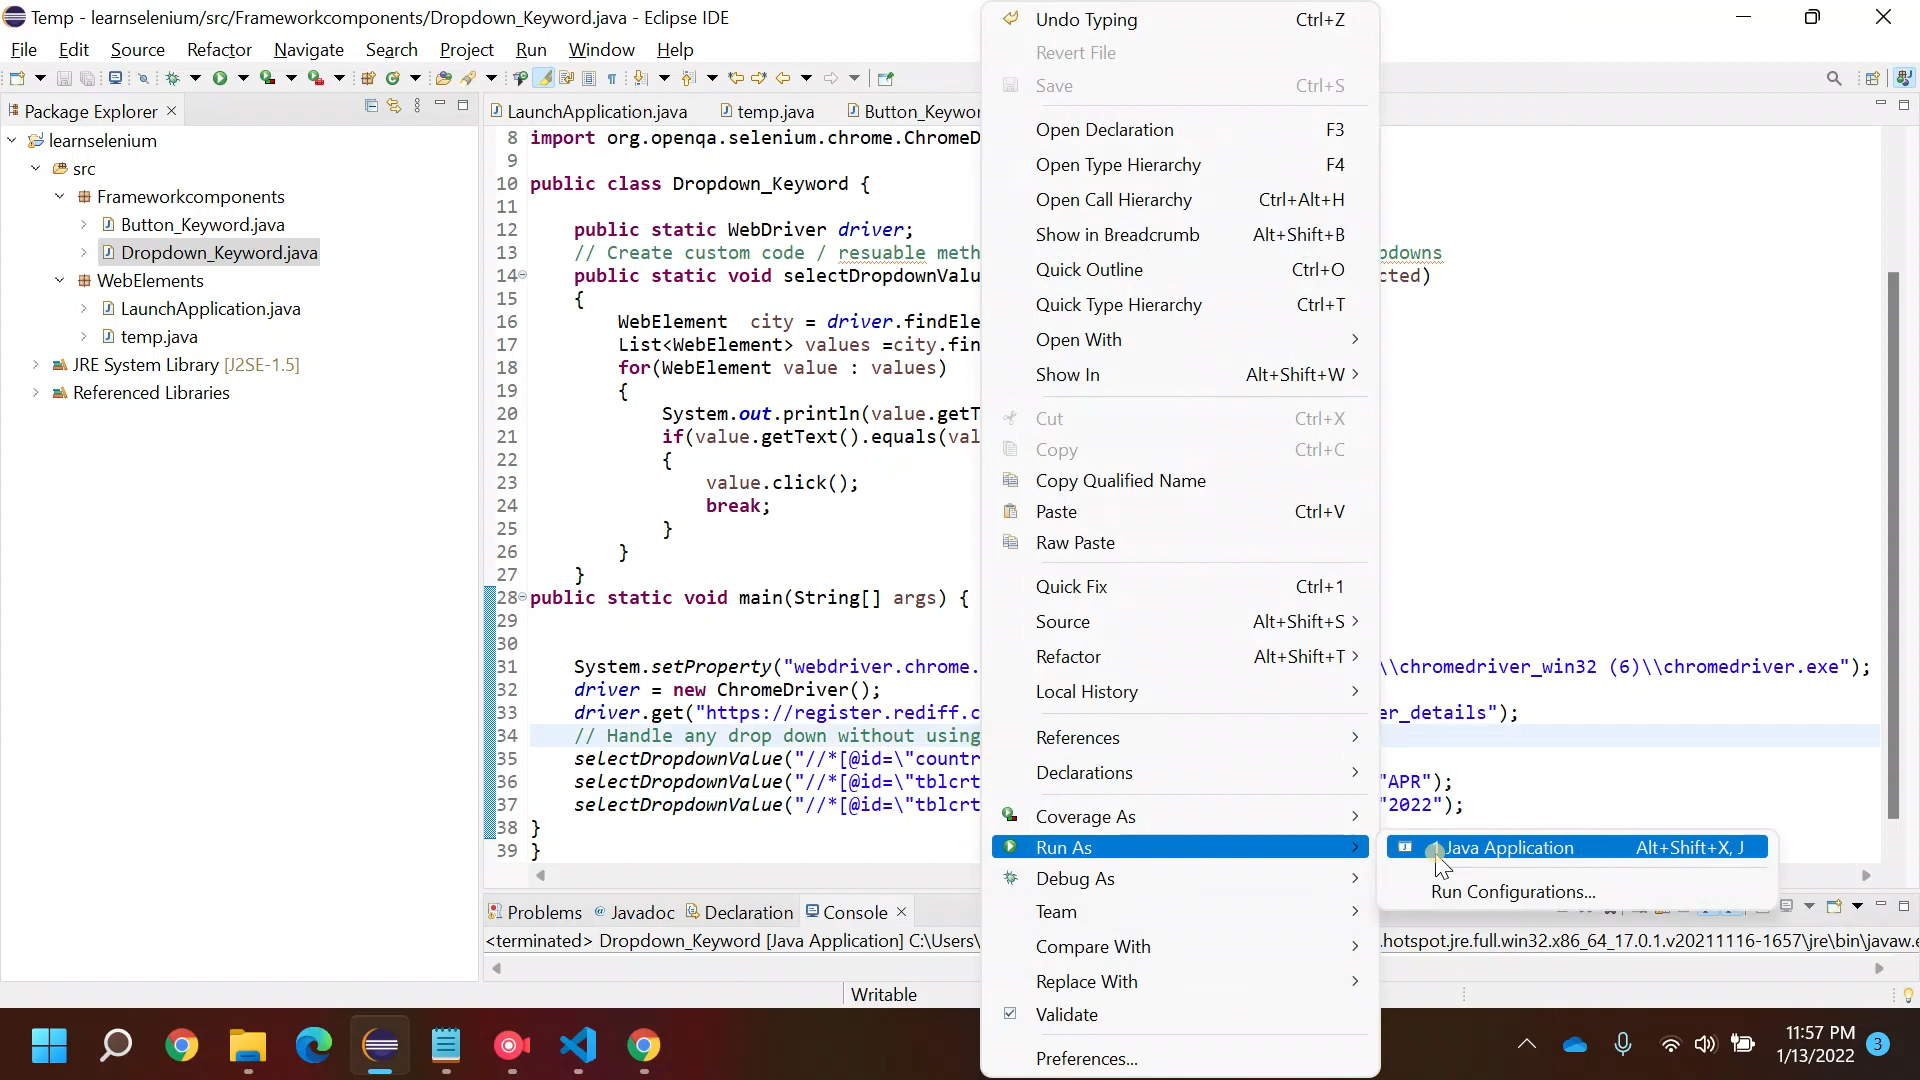 Temp - learnselenium/src/Frameworkcomponents/Dropdown_Keyword.java - Eclipse IDE
File Edit Source Refactor Navigate Search Project Run Window Help
Package Explorer
learnselenium
src
Frameworkcomponents
Button_Keyword.java
Dropdown_Keyword.java
WebElements
LaunchApplication.java
temp.java
JRE System Library [J2SE-1.5]
Referenced Libraries
LaunchApplication.java temp.java Button_Keywor
8 import org.openqa.selenium.chrome.ChromeD
9
10 public class Dropdown_Keyword {
11
12 public static WebDriver driver;
13 // Create custom code / resuable meth pdowns
14 public static void selectDropdownValu cted)
15 {
16 WebElement city = driver.findEle
17 List<WebElement> values =city.fin
18 for(WebElement value : values)
19 {
20 System.out.println(value.getT
21 if(value.getText().equals(val
22 {
23 value.click();
24 break;
25 }
26 }
27 }
28 public static void main(String[] args) {
29
30
31 System.setProperty("webdriver.chrome. \\chromedriver_win32 (6)\\chromedriver.exe");
32 driver = new ChromeDriver();
33 driver.get("https://register.rediff.c er_details");
34 // Handle any drop down without using
35 selectDropdownValue("//*[@id=\"countr
36 selectDropdownValue("//*[@id=\"tblcrt "APR");
37 selectDropdownValue("//*[@id=\"tblcrt "2022");
38 }
39 }
Problems Javadoc Declaration Console
<terminated> Dropdown_Keyword [Java Application] C:\Users\ .hotspot.jre.full.win32.x86_64_17.0.1.v20211116-1657\jre\bin\javaw.e
Writable
Undo Typing Ctrl+Z
Revert File
Save Ctrl+S
Open Declaration F3
Open Type Hierarchy F4
Open Call Hierarchy Ctrl+Alt+H
Show in Breadcrumb Alt+Shift+B
Quick Outline Ctrl+O
Quick Type Hierarchy Ctrl+T
Open With
Show In Alt+Shift+W
Cut Ctrl+X
Copy Ctrl+C
Copy Qualified Name
Paste Ctrl+V
Raw Paste
Quick Fix Ctrl+1
Source Alt+Shift+S
Refactor Alt+Shift+T
Local History
References
Declarations
Coverage As
Run As
Debug As
Team
Compare With
Replace With
Validate
Preferences...
1 Java Application Alt+Shift+X, J
Run Configurations...
11:57 PM
1/13/2022
3